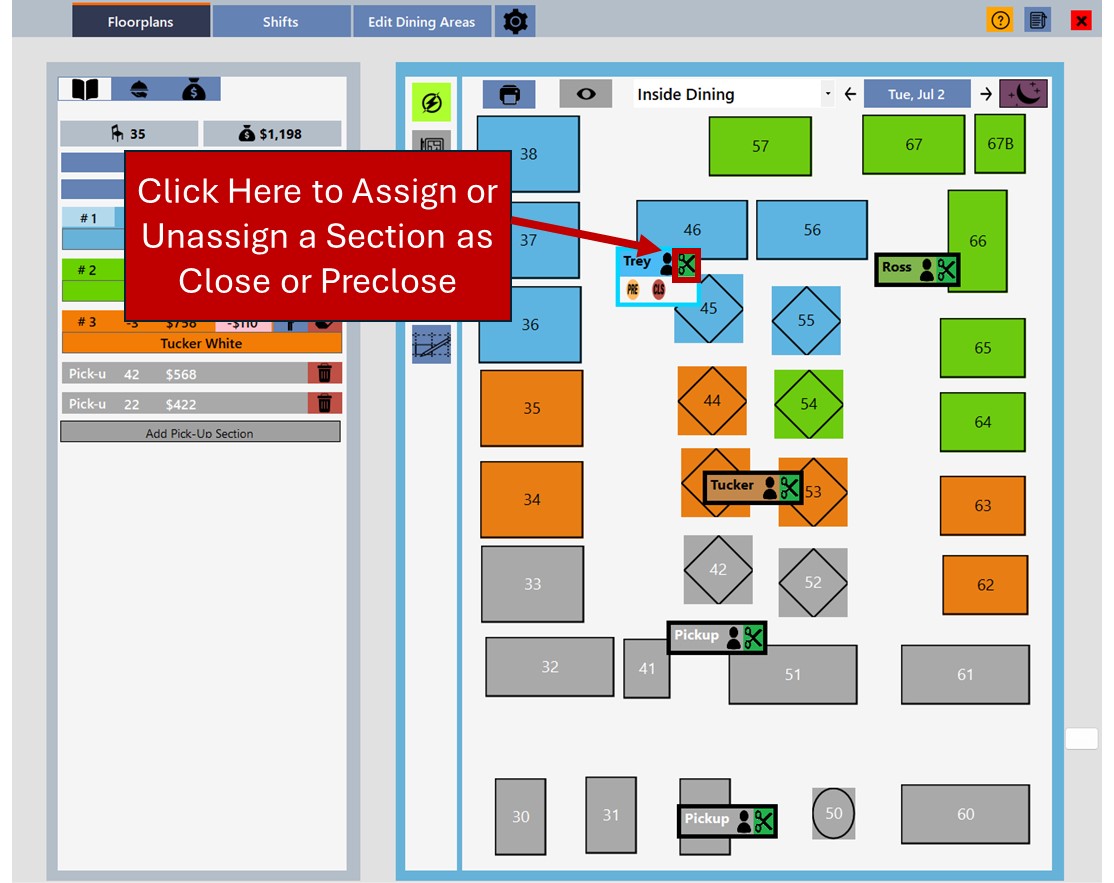 Floorplans Shifts Edit Dining Areas ?
35 $1,198
Inside Dining Tue, Jul 2
Click Here to Assign or
Unassign a Section as
Close or Preclose
# 1
# 2
# 3 -3 $758 -$110
Tucker White
Pick-u 42 $568
Pick-u 22 $422
Add Pick-Up Section
38 57 67 67B
37 46 56 66
Trey
PRE CLS
Ross
36 45 55 65
35 44 54 64
34 Tucker 53 63
33 42 52 62
Pickup
32 41 51 61
30 31 Pickup 50 60